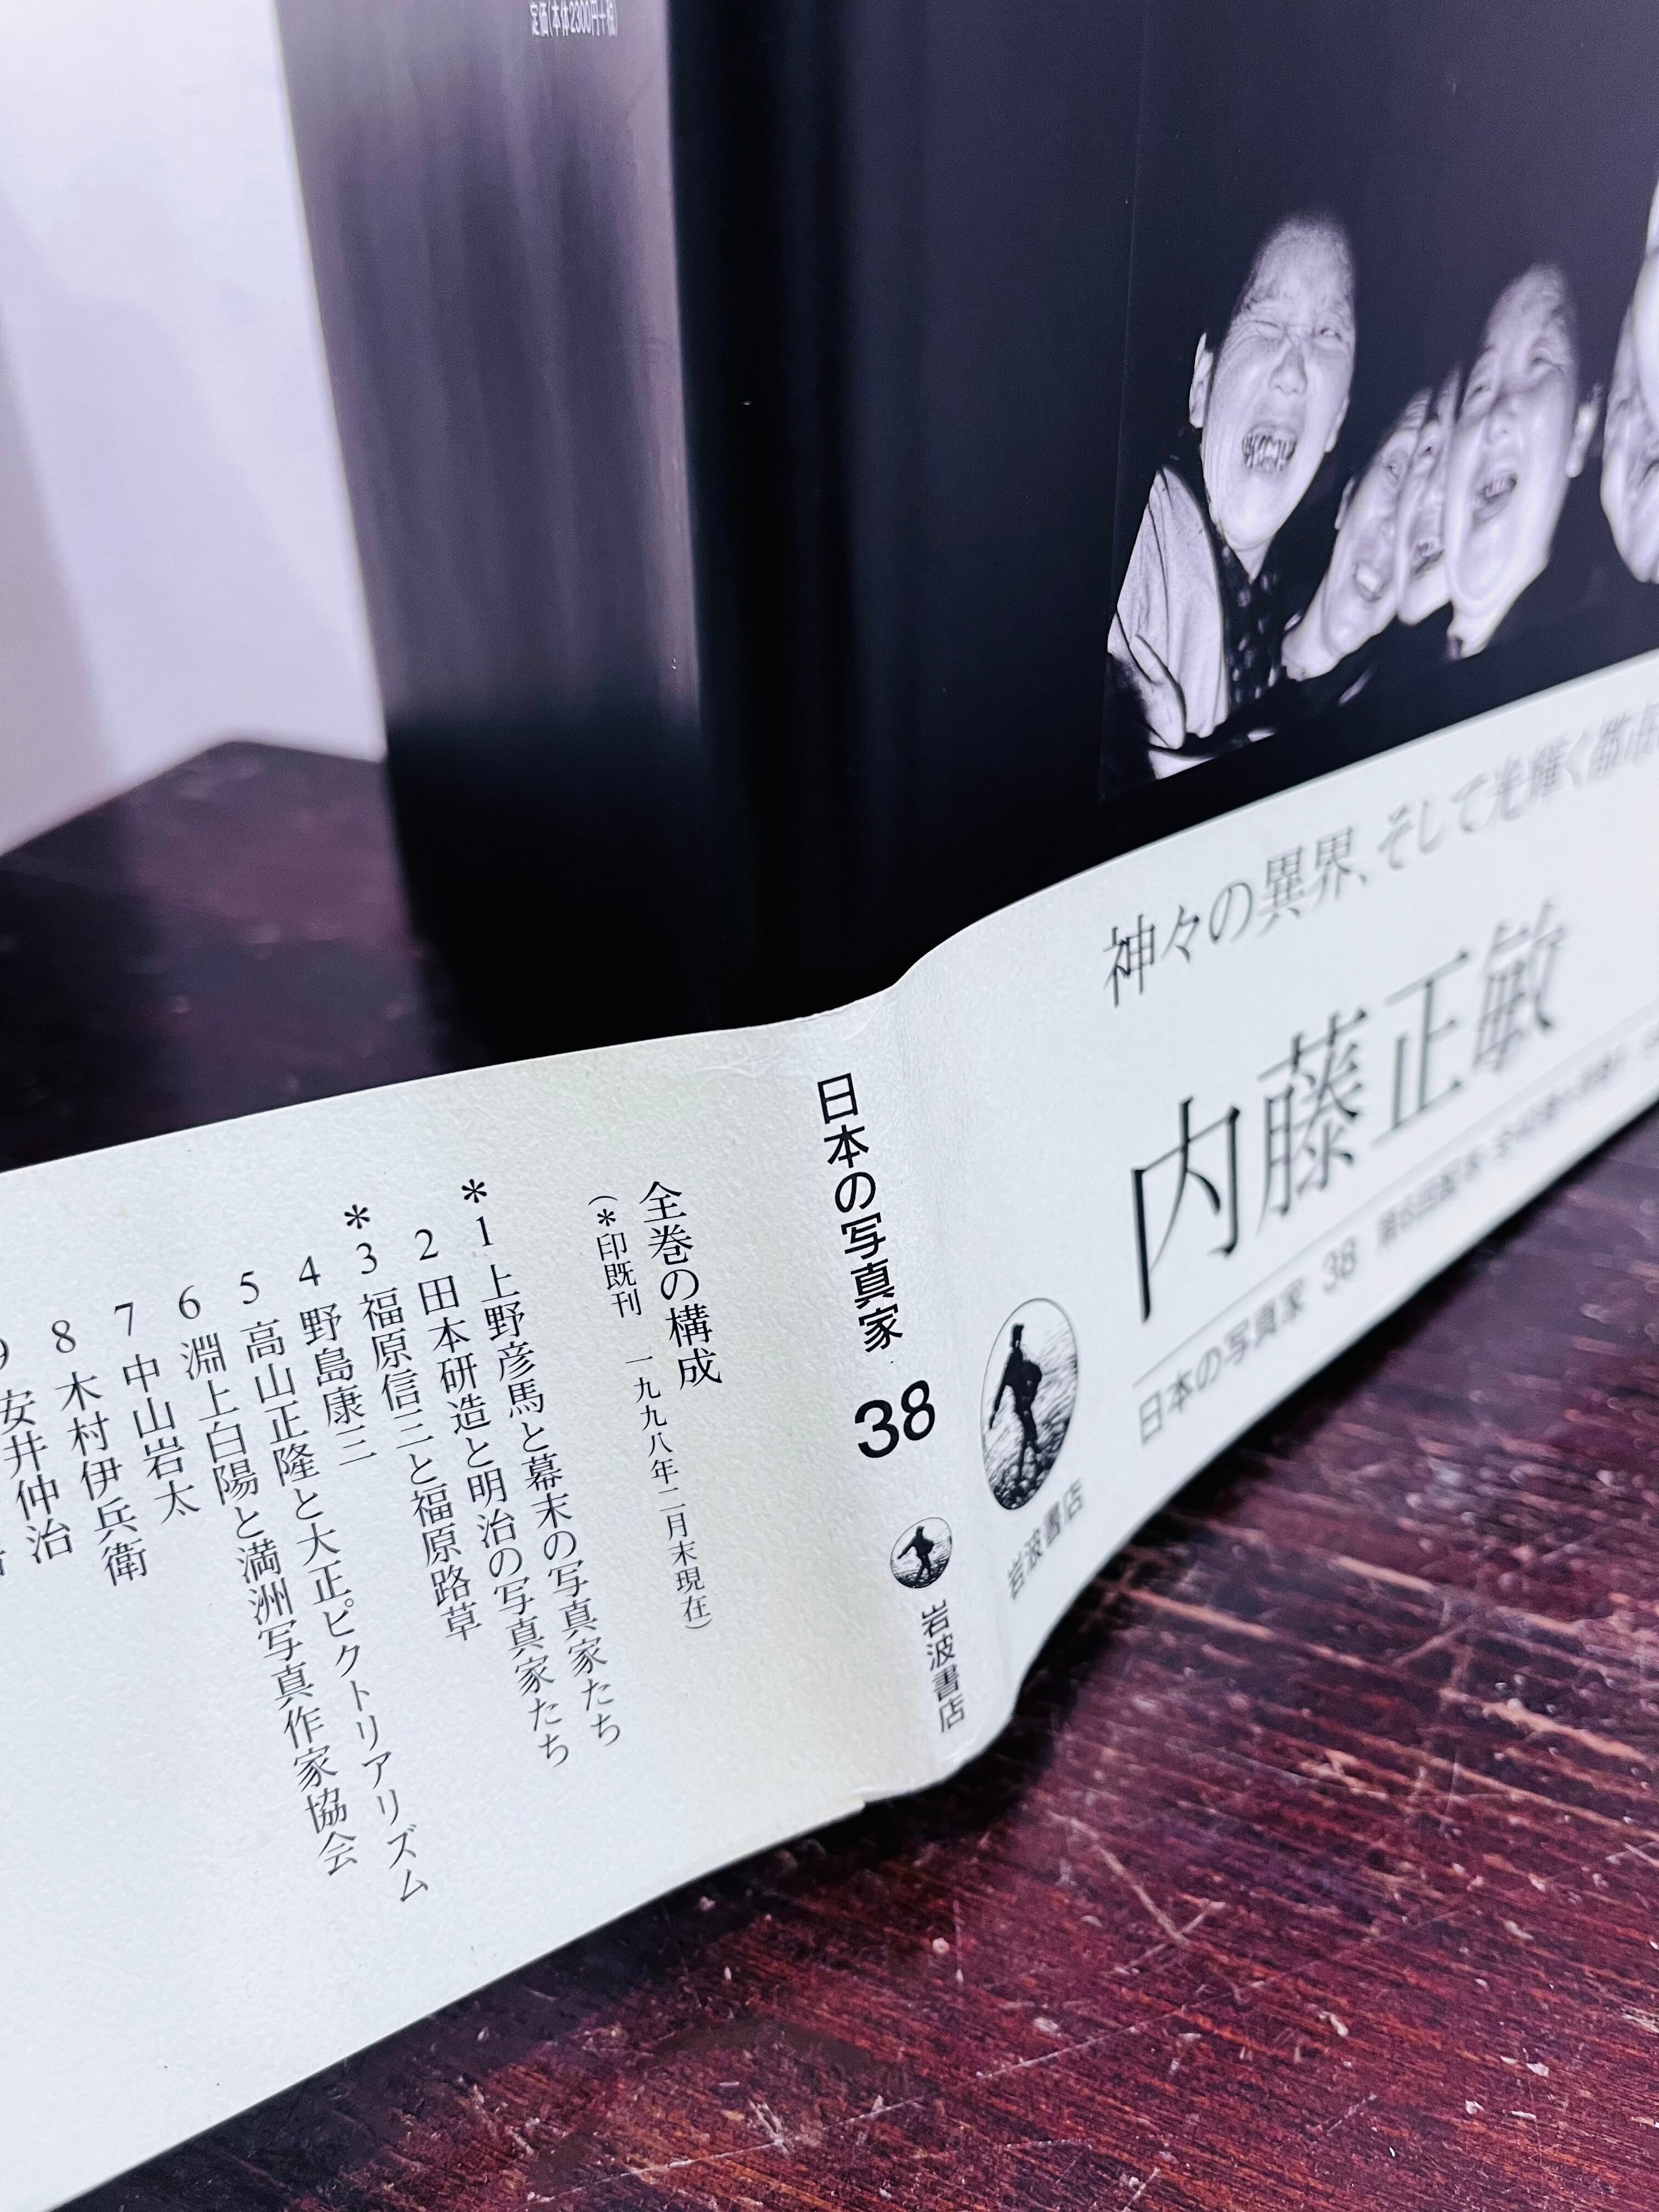 定価(本体2300円+税)
神々の異界、そして光輝く都市
内藤正敏
日本の写真家 38 第6回配本
岩波書店
日本の写真家
38
岩波書店
全巻の構成
(＊印既刊 一九九八年二月末現在)
＊1 上野彦馬と幕末の写真家たち
2 田本研造と明治の写真家たち
＊3 福原信三と福原路草
4 野島康三
5 高山正隆と大正ピクトリアリズム
6 淵上白陽と満洲写真作家協会
7 中山岩太
8 木村伊兵衛
9 安井仲治